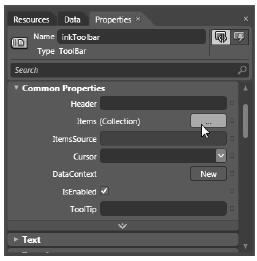 Resources Data Properties ×
Name inkToolbar
Type ToolBar
Search
Common Properties
Header
Items (Collection) ...
ItemsSource
Cursor
DataContext New
IsEnabled
ToolTip
Text